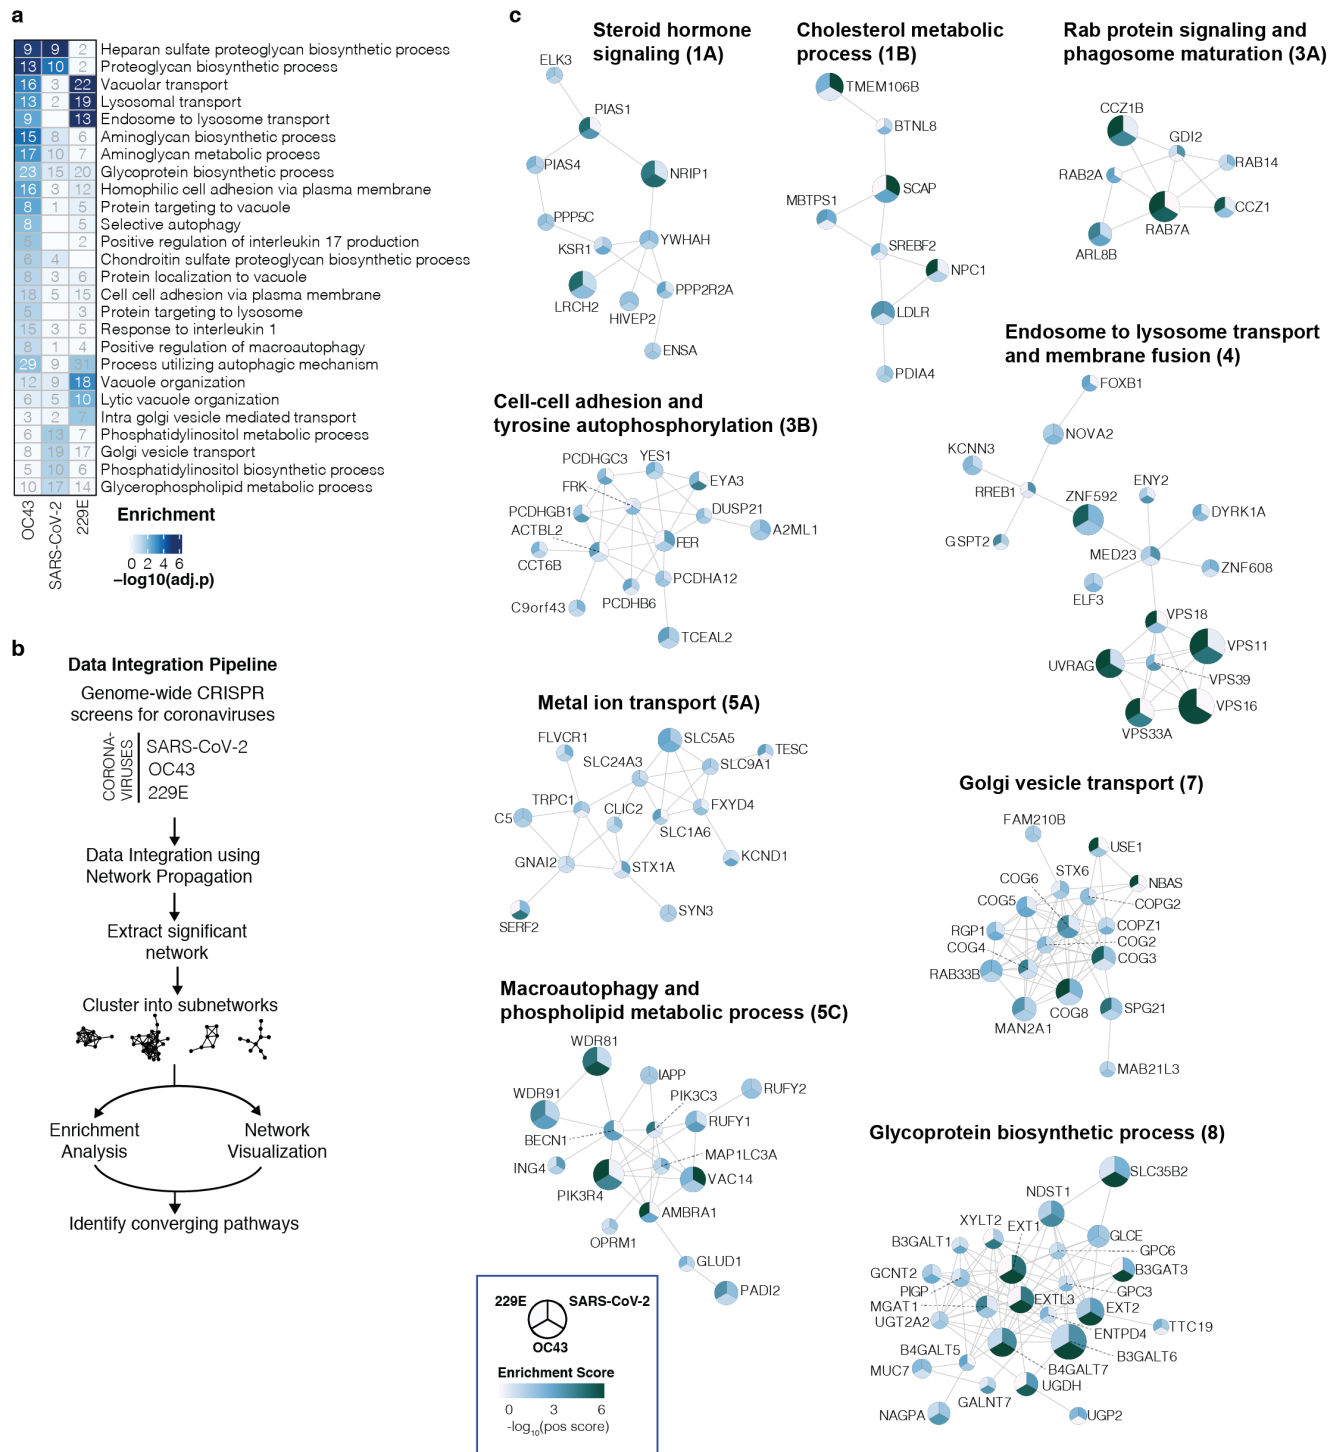 a
9 9 2 Heparan sulfate proteoglycan biosynthetic process
13 10 2 Proteoglycan biosynthetic process
16 3 22 Vacuolar transport
13 2 19 Lysosomal transport
9 13 Endosome to lysosome transport
15 8 6 Aminoglycan biosynthetic process
17 10 7 Aminoglycan metabolic process
23 15 20 Glycoprotein biosynthetic process
16 3 12 Homophilic cell adhesion via plasma membrane
8 1 5 Protein targeting to vacuole
8 5 Selective autophagy
2 Positive regulation of interleukin 17 production
6 4 Chondroitin sulfate proteoglycan biosynthetic process
8 3 6 Protein localization to vacuole
18 5 15 Cell cell adhesion via plasma membrane
5 3 Protein targeting to lysosome
15 3 5 Response to interleukin 1
8 1 4 Positive regulation of macroautophagy
29 9 31 Process utilizing autophagic mechanism
12 9 18 Vacuole organization
6 5 10 Lytic vacuole organization
3 2 7 Intra golgi vesicle mediated transport
6 13 7 Phosphatidylinositol metabolic process
8 19 17 Golgi vesicle transport
5 10 6 Phosphatidylinositol biosynthetic process
10 17 14 Glycerophospholipid metabolic process
OC43
SARS-CoV-2
229E
Enrichment
0 2 4 6
−log10(adj.p)
b
Data Integration Pipeline
Genome-wide CRISPR
screens for coronaviruses
CORONA-
VIRUSES
SARS-CoV-2
OC43
229E
Data Integration using
Network Propagation
Extract significant
network
Cluster into subnetworks
Enrichment
Analysis
Network
Visualization
Identify converging pathways
c
Steroid hormone
signaling (1A)
ELK3
PIAS1
PIAS4
NRIP1
PPP5C
KSR1
YWHAH
LRCH2
HIVEP2
PPP2R2A
ENSA
Cholesterol metabolic
process (1B)
TMEM106B
BTNL8
SCAP
MBTPS1
SREBF2
NPC1
LDLR
PDIA4
Rab protein signaling and
phagosome maturation (3A)
CCZ1B
GDI2
RAB14
RAB2A
CCZ1
RAB7A
ARL8B
Cell-cell adhesion and
tyrosine autophosphorylation (3B)
PCDHGC3
YES1
FRK
EYA3
PCDHGB1
DUSP21
ACTBL2
A2ML1
FER
CCT6B
PCDHA12
PCDHB6
C9orf43
TCEAL2
Endosome to lysosome transport
and membrane fusion (4)
FOXB1
NOVA2
KCNN3
RREB1
ZNF592
ENY2
DYRK1A
GSPT2
MED23
ZNF608
ELF3
VPS18
VPS11
UVRAG
VPS39
VPS16
VPS33A
Metal ion transport (5A)
FLVCR1
SLC5A5
TESC
SLC24A3
SLC9A1
TRPC1
CLIC2
FXYD4
C5
SLC1A6
GNAI2
STX1A
KCND1
SYN3
SERF2
Golgi vesicle transport (7)
FAM210B
USE1
COG6
STX6
NBAS
COG5
COPG2
RGP1
COPZ1
COG4
COG2
COG3
RAB33B
MAN2A1
COG8
SPG21
MAB21L3
Macroautophagy and
phospholipid metabolic process (5C)
WDR81
IAPP
RUFY2
WDR91
PIK3C3
RUFY1
BECN1
MAP1LC3A
ING4
VAC14
PIK3R4
AMBRA1
OPRM1
GLUD1
PADI2
Glycoprotein biosynthetic process (8)
SLC35B2
NDST1
XYLT2
EXT1
GLCE
B3GALT1
GPC6
GCNT2
B3GAT3
PIGP
GPC3
MGAT1
EXTL3
EXT2
UGT2A2
ENTPD4
TTC19
B4GALT5
B3GALT6
MUC7
B4GALT7
UGDH
GALNT7
NAGPA
UGP2
229E
SARS-CoV-2
OC43
Enrichment Score
0 3 6
-log10(pos score)